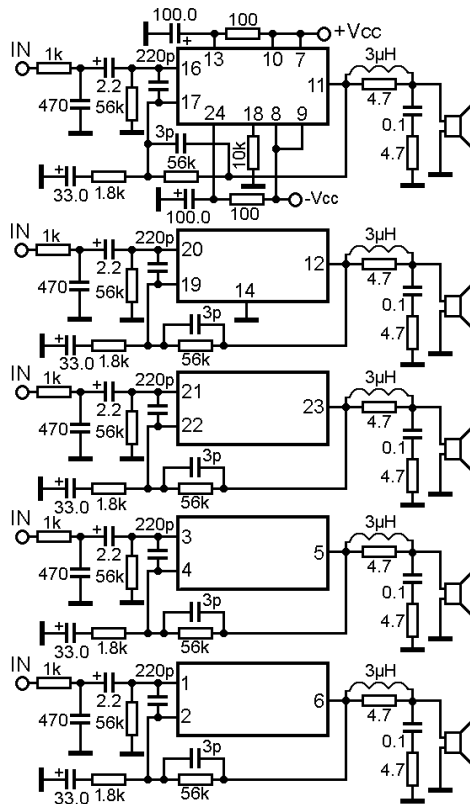 100.0 + 100 +Vcc
IN 1k + 220p 16 13 10 7 11 3µH
2.2 4.7
470 56k 17 24 18 8 9 0.1
3p 4.7
56k 10k
+ 33.0 1.8k
+ 100.0 100 -Vcc
IN 1k + 220p 20 12 3µH
2.2 4.7
470 56k 19 14 0.1
3p 4.7
+ 33.0 1.8k 56k
IN 1k + 220p 21 23 3µH
2.2 4.7
470 56k 22 0.1
3p 4.7
+ 33.0 1.8k 56k
IN 1k + 220p 3 5 3µH
2.2 4.7
470 56k 4 0.1
3p 4.7
+ 33.0 1.8k 56k
IN 1k + 220p 1 6 3µH
2.2 4.7
470 56k 2 0.1
3p 4.7
+ 33.0 1.8k 56k